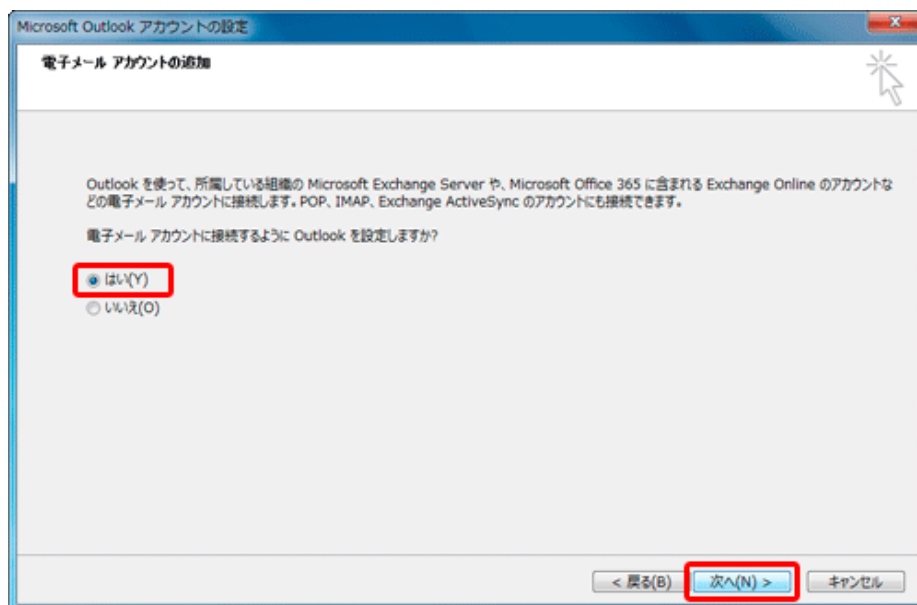 Microsoft Outlook アカウントの設定
電子メール アカウントの追加
Outlook を使って、所属している組織の Microsoft Exchange Server や、Microsoft Office 365 に含まれる Exchange Online のアカウントな
どの電子メール アカウントに接続します。POP、IMAP、Exchange ActiveSync のアカウントにも接続できます。
電子メール アカウントに接続するように Outlook を設定しますか?
はい(Y)
いいえ(O)
< 戻る(B) 次へ(N) > キャンセル